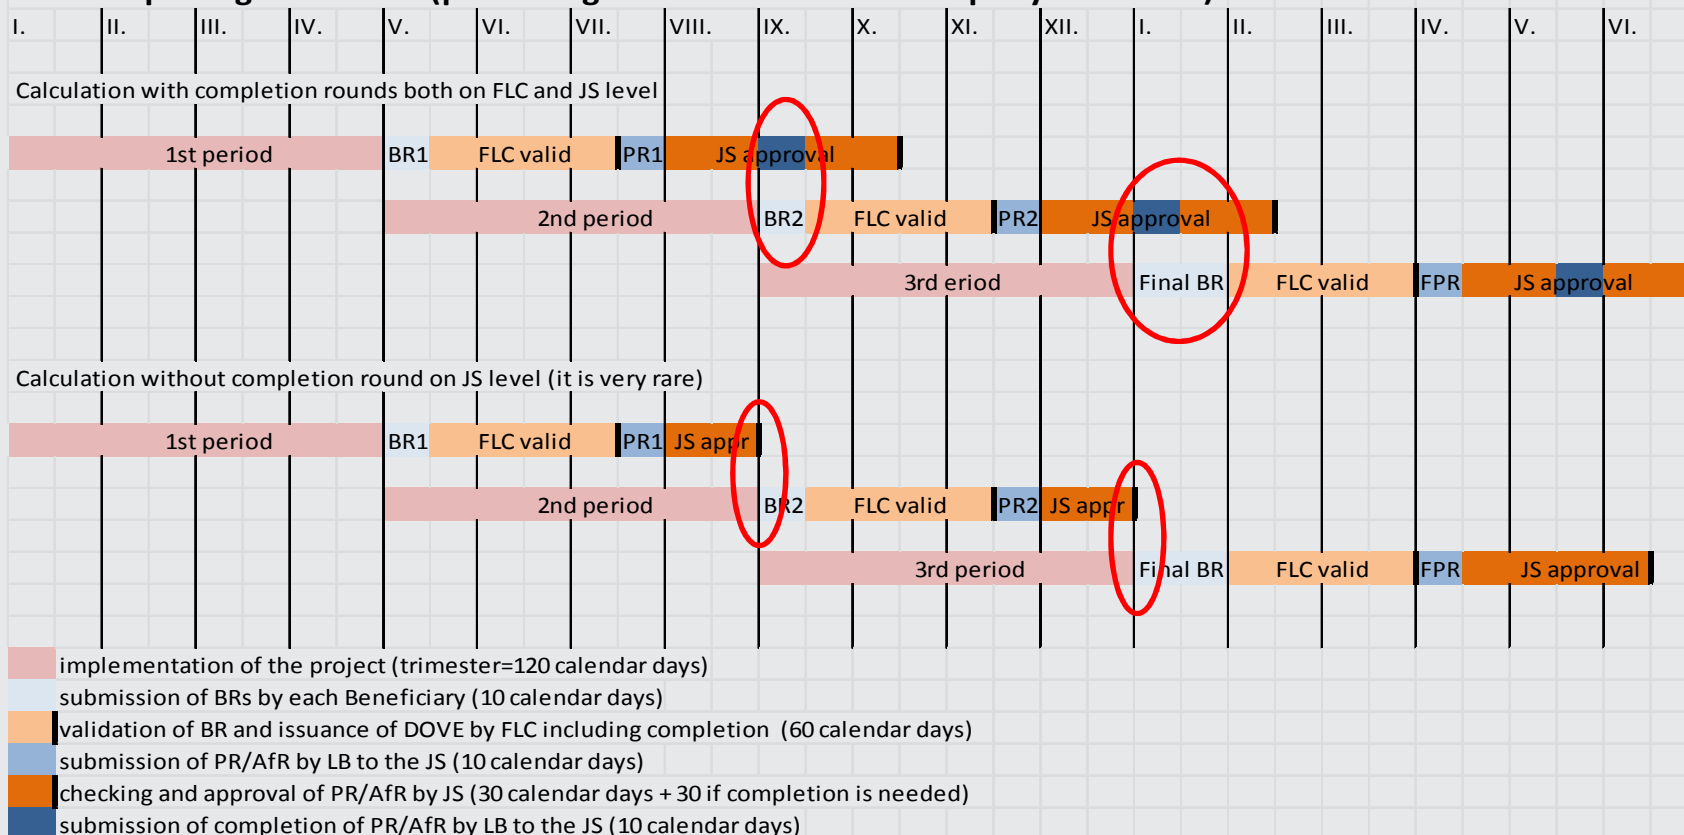 I. II. III. IV. V. VI. VII. VIII. IX. X. XI. XII. I. II. III. IV. V. VI.
Calculation with completion rounds both on FLC and JS level
1st period BR1 FLC valid PR1 JS approval
2nd period BR2 FLC valid PR2 JS approval
3rd eriod Final BR FLC valid FPR JS approval
Calculation without completion round on JS level (it is very rare)
1st period BR1 FLC valid PR1 JS appr
2nd period BR2 FLC valid PR2 JS appr
3rd period Final BR FLC valid FPR JS approval
implementation of the project (trimester=120 calendar days)
submission of BRs by each Beneficiary (10 calendar days)
validation of BR and issuance of DOVE by FLC including completion (60 calendar days)
submission of PR/AfR by LB to the JS (10 calendar days)
checking and approval of PR/AfR by JS (30 calendar days + 30 if completion is needed)
submission of completion of PR/AfR by LB to the JS (10 calendar days)